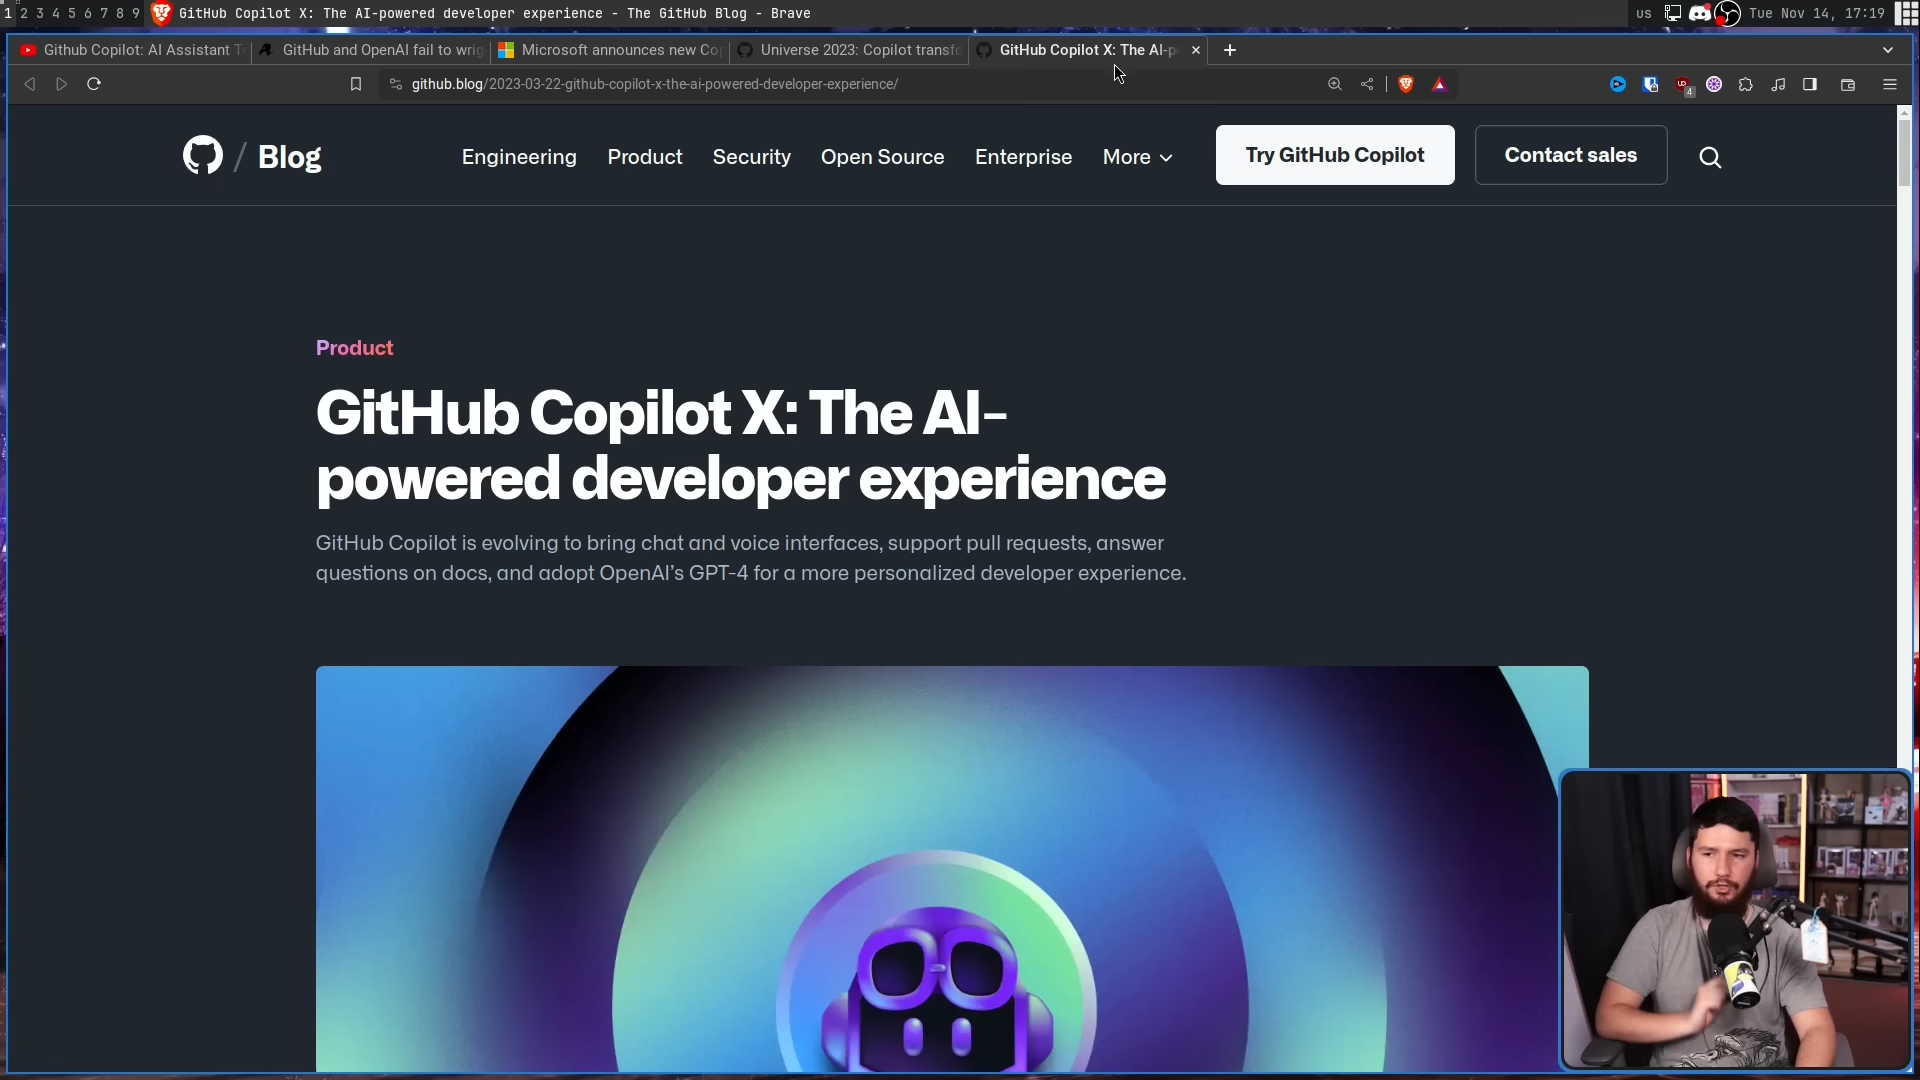 1 2 3 4 5 6 7 8 9 GitHub Copilot X: The AI-powered developer experience - The GitHub Blog - Brave us Tue Nov 14, 17:19
Github Copilot: AI Assistant T GitHub and OpenAI fail to wrig Microsoft announces new Cop Universe 2023: Copilot transfo GitHub Copilot X: The AI-p
github.blog/2023-03-22-github-copilot-x-the-ai-powered-developer-experience/ 4
/ Blog Engineering Product Security Open Source Enterprise More Try GitHub Copilot Contact sales
Product
GitHub Copilot X: The AI-
powered developer experience
GitHub Copilot is evolving to bring chat and voice interfaces, support pull requests, answer
questions on docs, and adopt OpenAI's GPT-4 for a more personalized developer experience.